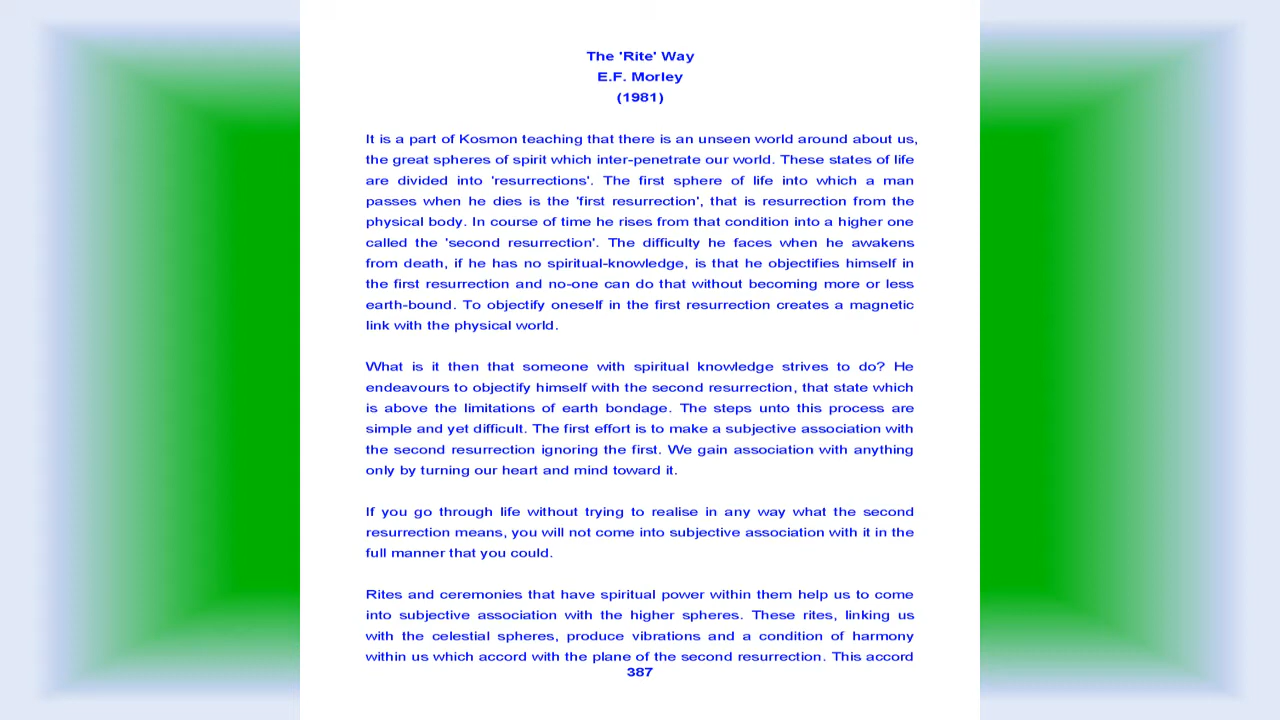 The 'Rite' Way
E.F. Morley
(1981)
It is a part of Kosmon teaching that there is an unseen world around about us,
the great spheres of spirit which inter-penetrate our world. These states of life
are divided into 'resurrections'. The first sphere of life into which a man
passes when he dies is the 'first resurrection', that is resurrection from the
physical body. In course of time he rises from that condition into a higher one
called the 'second resurrection'. The difficulty he faces when he awakens
from death, if he has no spiritual-knowledge, is that he objectifies himself in
the first resurrection and no-one can do that without becoming more or less
earth-bound. To objectify oneself in the first resurrection creates a magnetic
link with the physical world.
What is it then that someone with spiritual knowledge strives to do? He
endeavours to objectify himself with the second resurrection, that state which
is above the limitations of earth bondage. The steps unto this process are
simple and yet difficult. The first effort is to make a subjective association with
the second resurrection ignoring the first. We gain association with anything
only by turning our heart and mind toward it.
If you go through life without trying to realise in any way what the second
resurrection means, you will not come into subjective association with it in the
full manner that you could.
Rites and ceremonies that have spiritual power within them help us to come
into subjective association with the higher spheres. These rites, linking us
with the celestial spheres, produce vibrations and a condition of harmony
within us which accord with the plane of the second resurrection. This accord
387